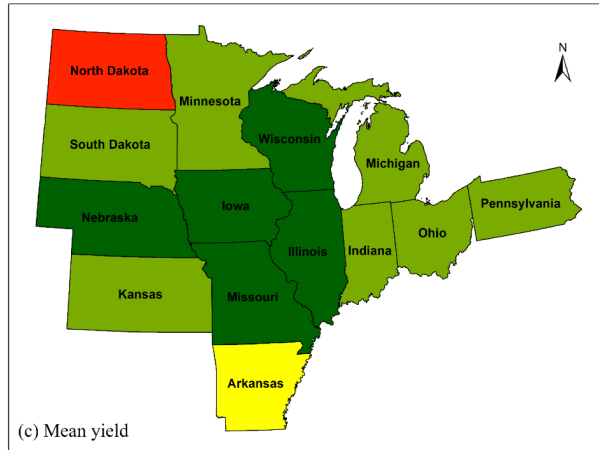 N
North Dakota
Minnesota
Wisconsin
South Dakota
Michigan
Pennsylvania
Nebraska
Iowa
Ohio
Illinois
Indiana
Kansas
Missouri
Arkansas
(c) Mean yield